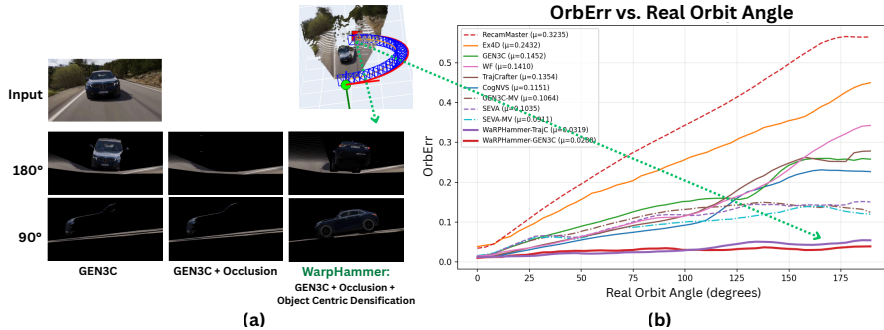 Input
180°
90°
GEN3C
GEN3C + Occlusion
WarpHammer:
GEN3C + Occlusion +
Object Centric Densification
(a)
OrbErr vs. Real Orbit Angle
RecamMaster (μ=0.3235)
Ex4D (μ=0.2432)
GEN3C (μ=0.1452)
WF (μ=0.1410)
TrajCrafter (μ=0.1354)
CogNVS (μ=0.1151)
GEN3C-MV (μ=0.1064)
SEVA (μ=0.1035)
SEVA-MV (μ=0.0911)
WaRPHammer-TrajC (μ=0.0319)
WaRPHammer-GEN3C (μ=0.0288)
OrbErr
0.5
0.4
0.3
0.2
0.1
0.0
0
25
50
75
100
125
150
175
Real Orbit Angle (degrees)
(b)